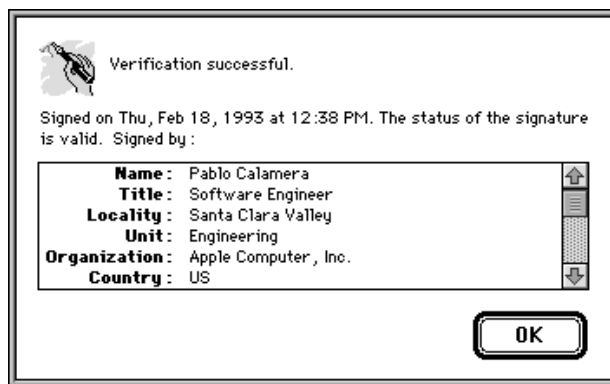 Verification successful.
Signed on Thu, Feb 18, 1993 at 12:38 PM. The status of the signature
is valid. Signed by :
Name : Pablo Calamera
Title : Software Engineer
Locality : Santa Clara Valley
Unit : Engineering
Organization : Apple Computer, Inc.
Country : US
OK